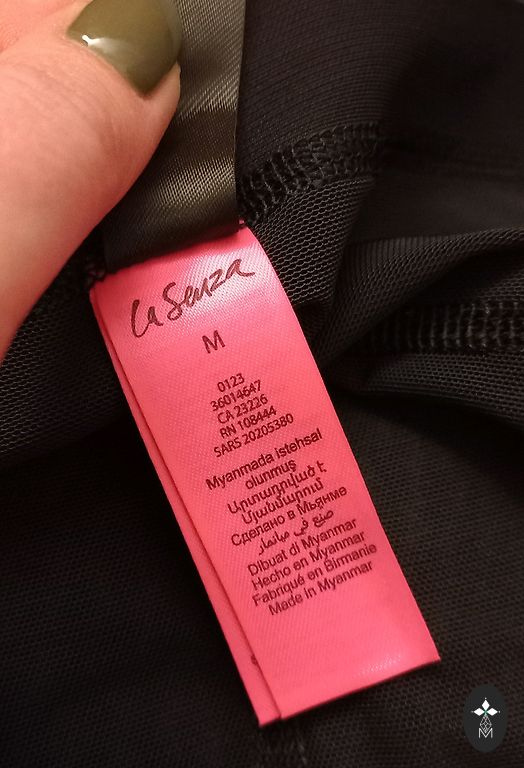 La Senza
M
0123
36014647
CA 23226
RN 108444
SARS 20205380
Myanmada istehsal
olunmuş
Արտադրված է
Մյանմարում
Сделано в Мьянме
صنع في ميانمار
Dibuat di Myanmar
Hecho en Myanmar
Fabriqué en Birmanie
Made in Myanmar
M